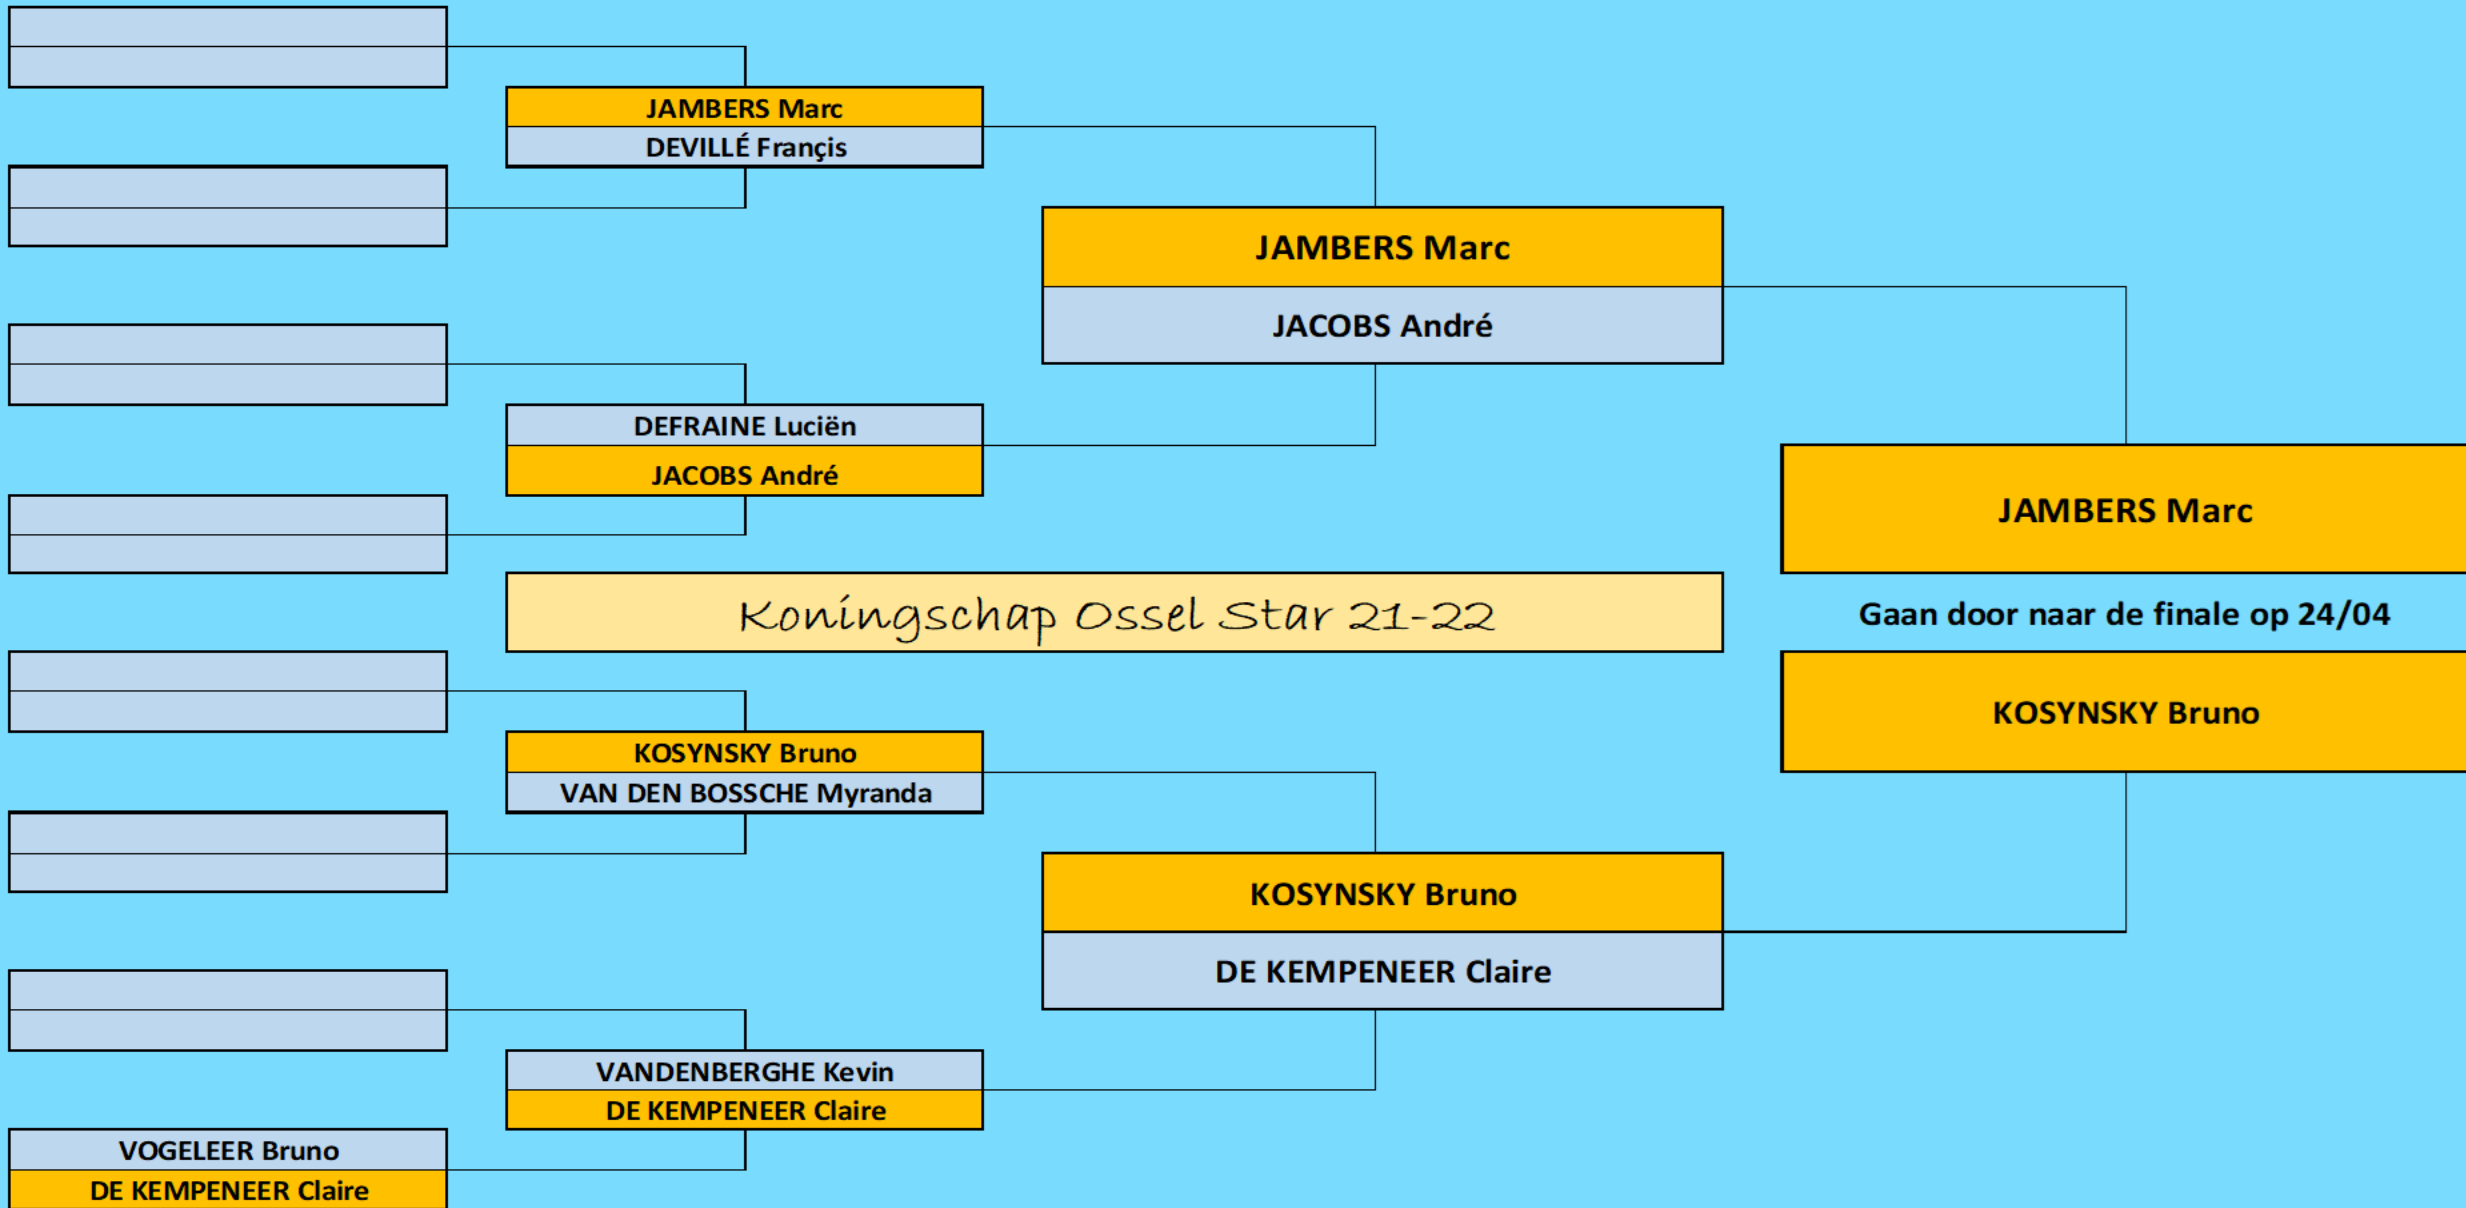 JAMBERS Marc
DEVILLÉ Françis
JAMBERS Marc
JACOBS André
DEFRAINE Luciën
JACOBS André
JAMBERS Marc
Koningschap Ossel Star 21-22
Gaan door naar de finale op 24/04
KOSYNSKY Bruno
KOSYNSKY Bruno
VAN DEN BOSSCHE Myranda
KOSYNSKY Bruno
DE KEMPENEER Claire
VANDENBERGHE Kevin
DE KEMPENEER Claire
VOGELEER Bruno
DE KEMPENEER Claire